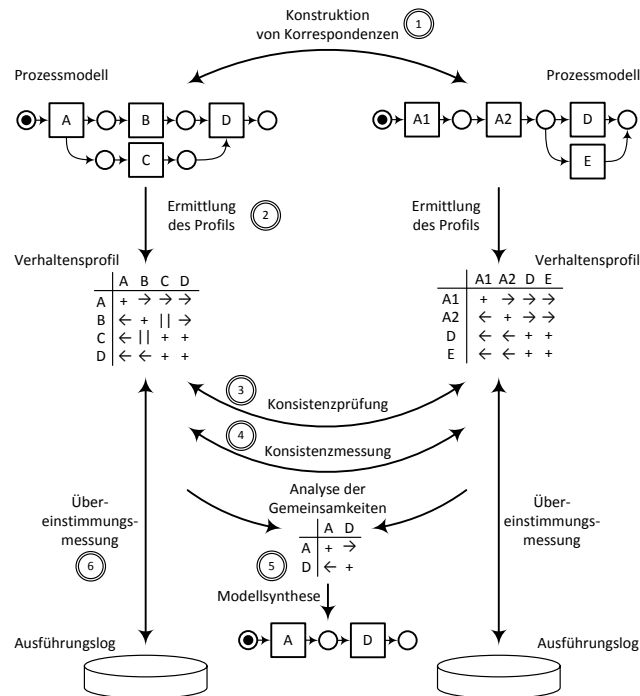 Konstruktion
von Korrespondenzen
1
Prozessmodell
Prozessmodell
A
B
D
C
A1
A2
D
E
Ermittlung
des Profils
2
Ermittlung
des Profils
Verhaltensprofil
Verhaltensprofil
A B C D
A + → → →
B ← + || →
C ← || + +
D ← ← + +
A1 A2 D E
A1 + → → →
A2 ← + → →
D ← ← + +
E ← ← + +
3
Konsistenzprüfung
4
Konsistenzmessung
Über-
einstimmungs-
messung
6
Analyse der
Gemeinsamkeiten
A D
A + →
D ← +
5
Modellsynthese
A
D
Über-
einstimmungs-
messung
Ausführungslog
Ausführungslog